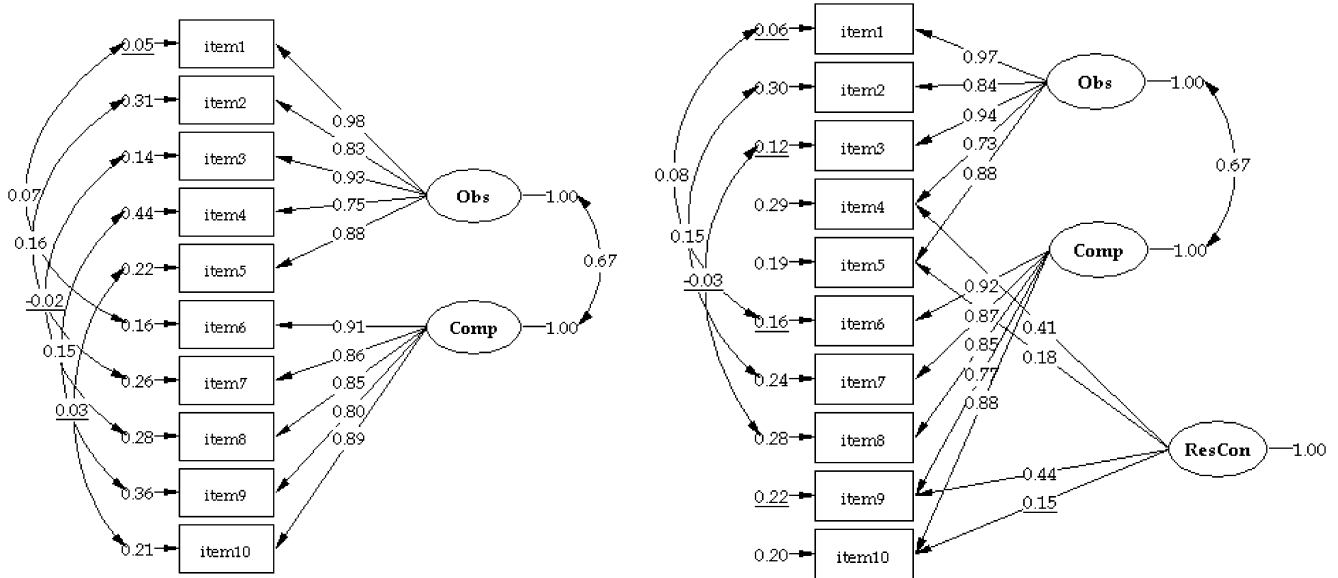 0.05 item1
0.31 item2
0.14 item3
0.44 item4
0.22 item5
0.16 item6
0.26 item7
0.28 item8
0.36 item9
0.21 item10
0.07
0.16
-0.02
0.15
0.03
0.98
0.83
0.93
0.75
0.88
0.91
0.86
0.85
0.80
0.89
Obs 1.00
0.67
Comp 1.00
0.06 item1
0.30 item2
0.12 item3
0.29 item4
0.19 item5
0.16 item6
0.24 item7
0.28 item8
0.22 item9
0.20 item10
0.08
0.15
-0.03
0.97
0.84
0.94
0.73
0.88
0.92
0.87
0.85
0.77
0.88
0.41
0.18
0.44
0.15
Obs 1.00
0.67
Comp 1.00
ResCon 1.00